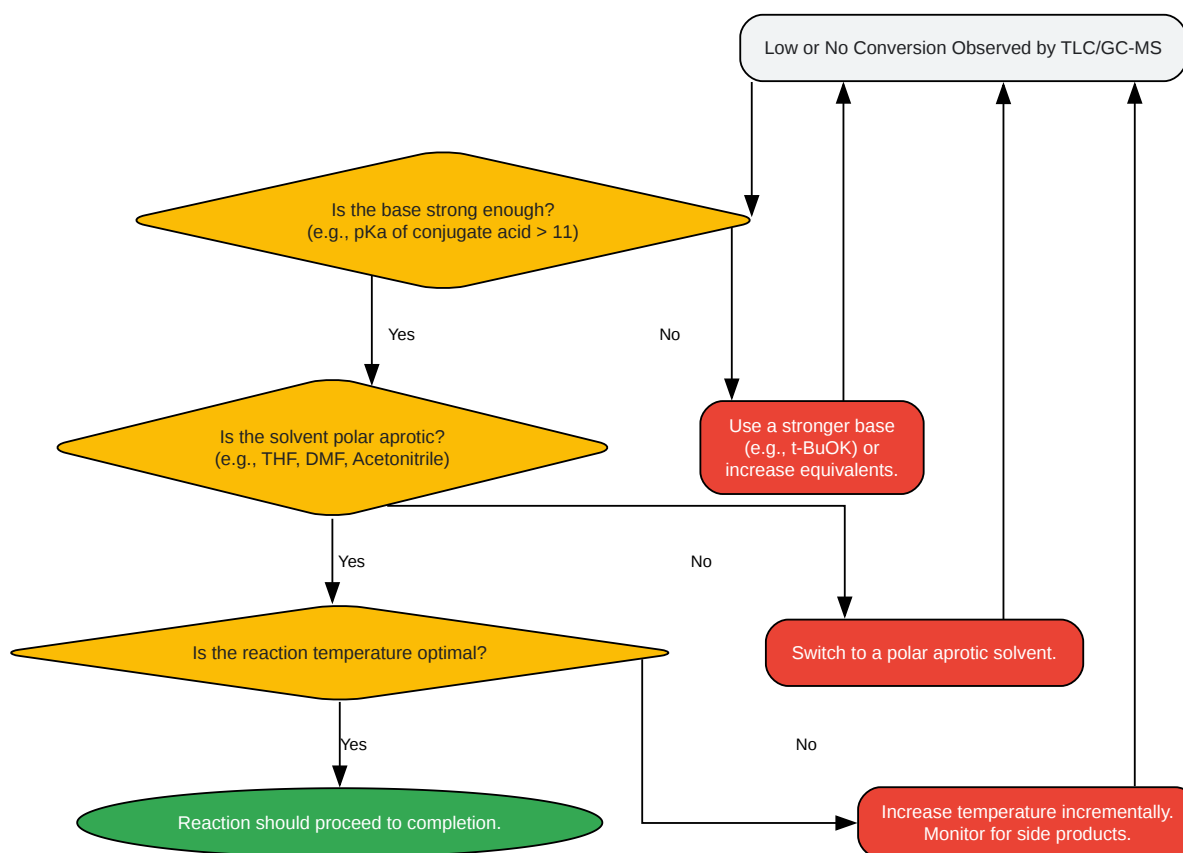 Low or No Conversion Observed by TLC/GC-MS
Is the base strong enough?
(e.g., pKa of conjugate acid > 11)
Yes
No
Is the solvent polar aprotic?
(e.g., THF, DMF, Acetonitrile)
Use a stronger base
(e.g., t-BuOK) or
increase equivalents.
Yes
No
Is the reaction temperature optimal?
Switch to a polar aprotic solvent.
Yes
No
Reaction should proceed to completion.
Increase temperature incrementally.
Monitor for side products.